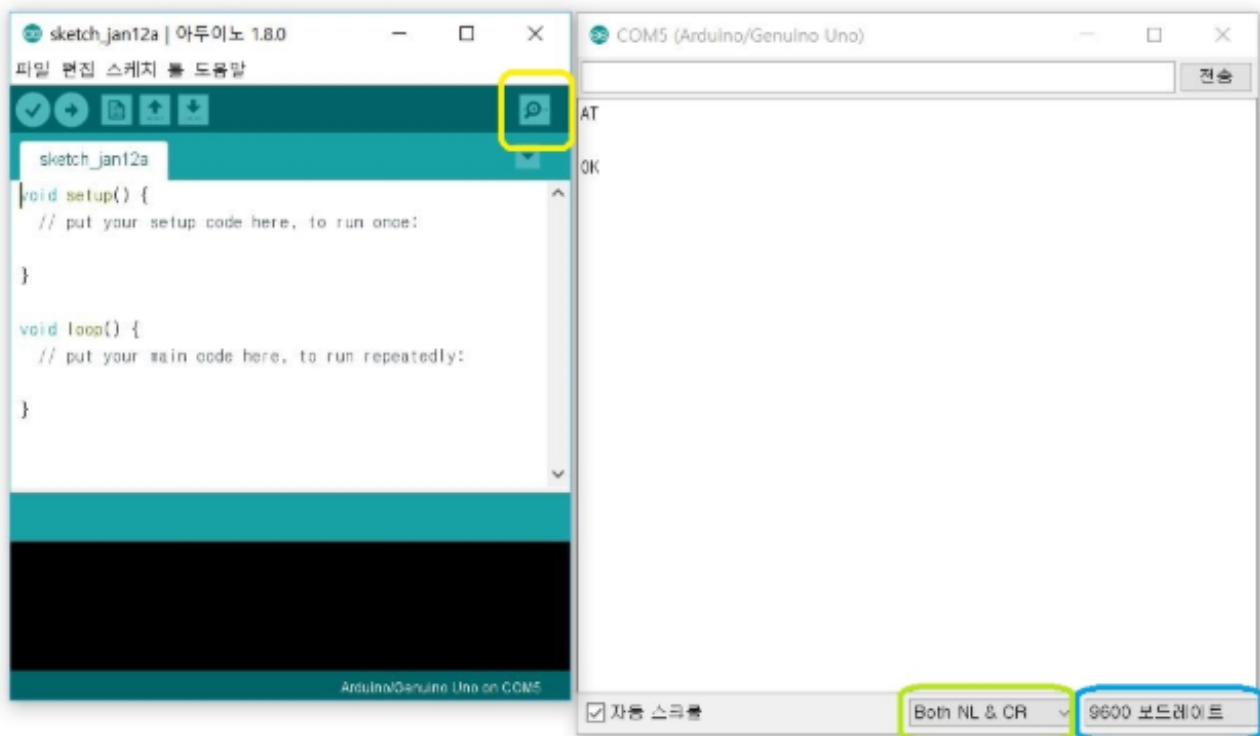 sketch_jan12a | 아두이노 1.8.0
파일 편집 스케치 툴 도움말
sketch_jan12a
void setup() {
// put your setup code here, to run once:
}
void loop() {
// put your main code here, to run repeatedly:
}
Arduino/Genuino Uno on COM5
COM5 (Arduino/Genuino Uno)
전송
AT
OK
자동 스크롤
Both NL & CR
9600 보드레이트